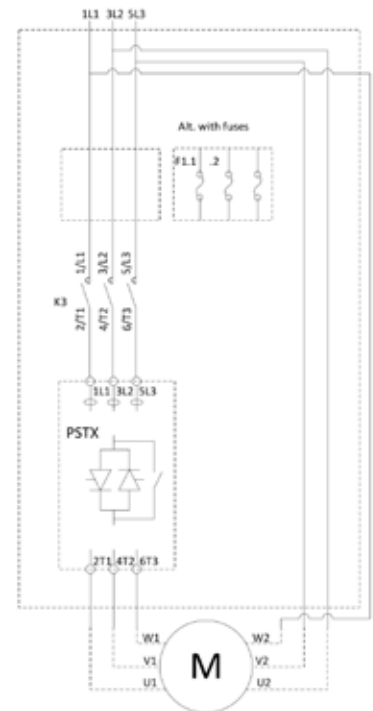 1L1 3L2 5L3
Alt. with fuses
F1.1 .2
1/L1 3/L2 5/L3
K3
2/T1 4/T2 6/T3
1L1 3L2 5L3
PSTX
2T1 4T2 6T3
W1 W2
V1 M V2
U1 U2